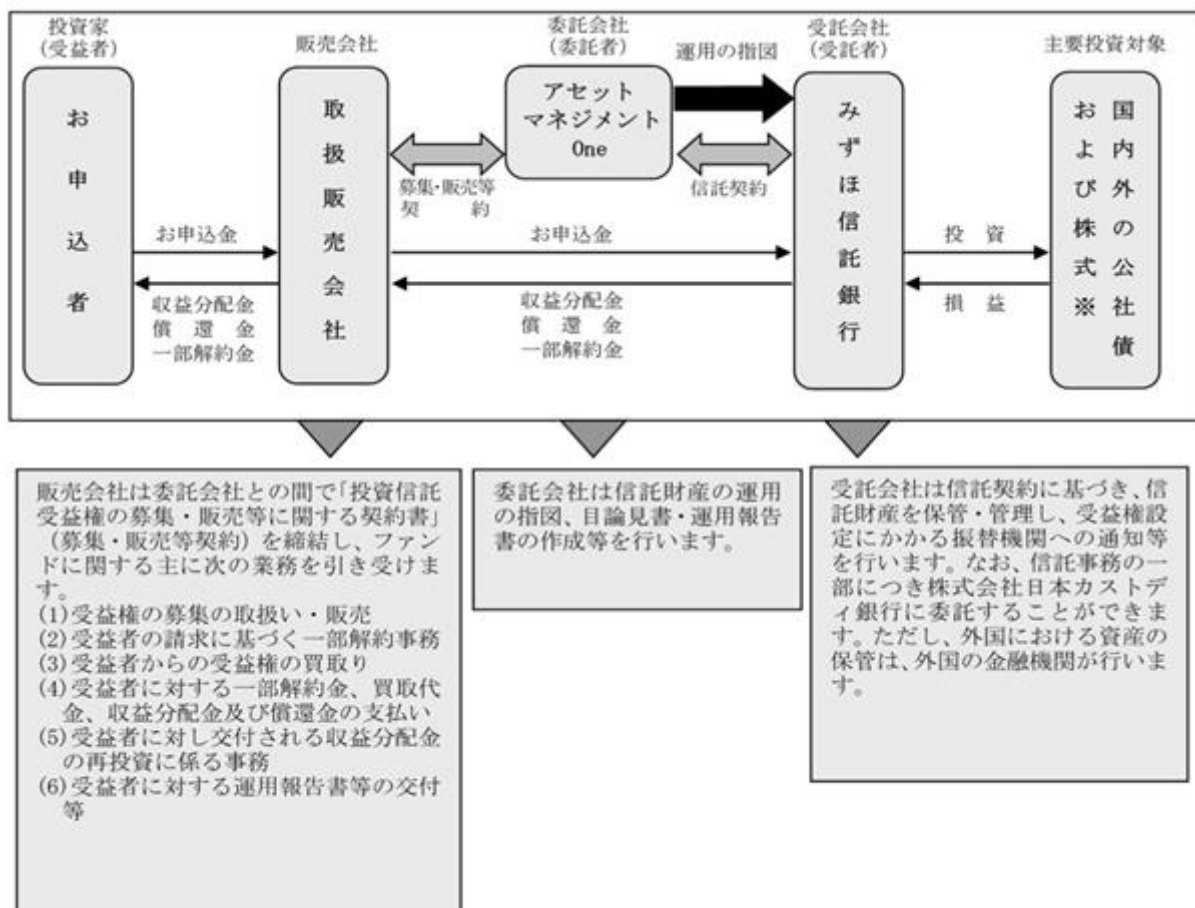 投資家
(受益者)
お申込者
販売会社
取扱販売会社
委託会社
(委託者)
アセット
マネジメント
One
運用の指図
受託会社
(受託者)
みずほ信託銀行
主要投資対象
国内外の公社債
および株式※
募集・販売等
契約
信託契約
お申込金
収益分配金
償還金
一部解約金
お申込金
収益分配金
償還金
一部解約金
投資
損益
販売会社は委託会社との間で「投資信託
受益権の募集・販売等に関する契約書」
(募集・販売等契約)を締結し、ファン
ドに関する主に次の業務を引き受けま
す。
(1)受益権の募集の取扱い・販売
(2)受益者の請求に基づく一部解約事務
(3)受益者からの受益権の買取り
(4)受益者に対する一部解約金、買取代
金、収益分配金及び償還金の支払い
(5)受益者に対し交付される収益分配金
の再投資に係る事務
(6)受益者に対する運用報告書等の交付
等
委託会社は信託財産の運用
の指図、目論見書・運用報告
書の作成等を行います。
受託会社は信託契約に基づき、信
託財産を保管・管理し、受益権設
定にかかる振替機関への通知等
を行います。なお、信託事務の一
部につき株式会社日本カストデ
ィ銀行に委託することができま
す。ただし、外国における資産の
保管は、外国の金融機関が行いま
す。